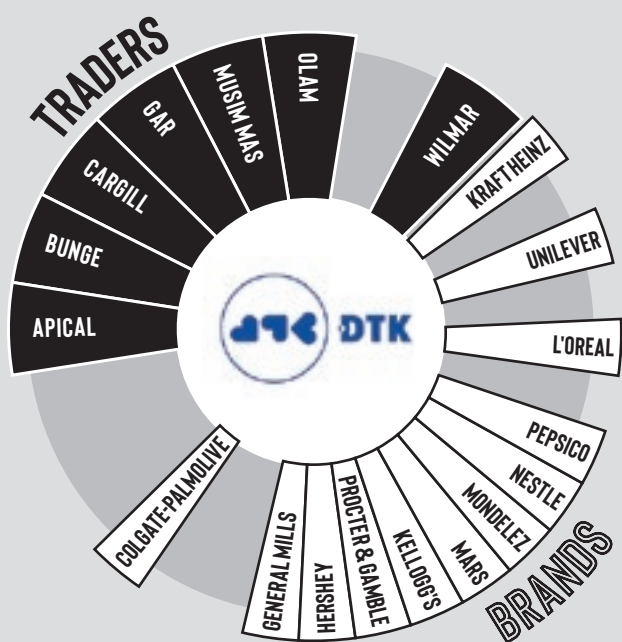 TRADERS
APICAL
BUNGE
CARGILL
GAR
MUSIM MAS
OLAM
WILMAR
KRAFT HEINZ
UNILEVER
L'OREAL
PEPSICO
NESTLE
MONDELEZ
MARS
KELLOGG'S
PROCTER & GAMBLE
HERSHEY
GENERAL MILLS
COLGATE-PALMOLIVE
BRANDS
DTK